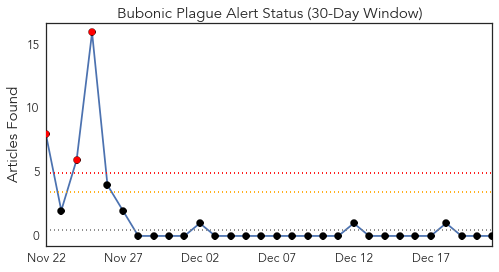 Bubonic Plague Alert Status (30-Day Window)
Articles Found
15
10
5
0
Nov 22 Nov 27 Dec 02 Dec 07 Dec 12 Dec 17